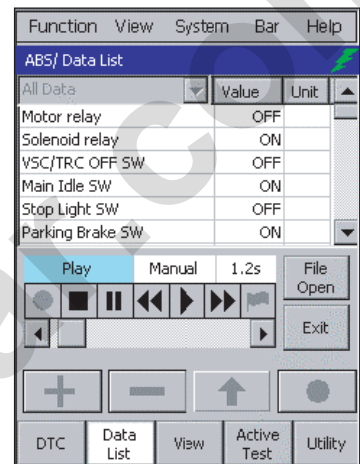 Function View System Bar Help
ABS/ Data List
All Data Value Unit
Motor relay OFF
Solenoid relay ON
VSC/TRC OFF SW OFF
Main Idle SW ON
Stop Light SW OFF
Parking Brake SW ON
Play Manual 1.2s File Open
Exit
DTC Data List View Active Test Utility